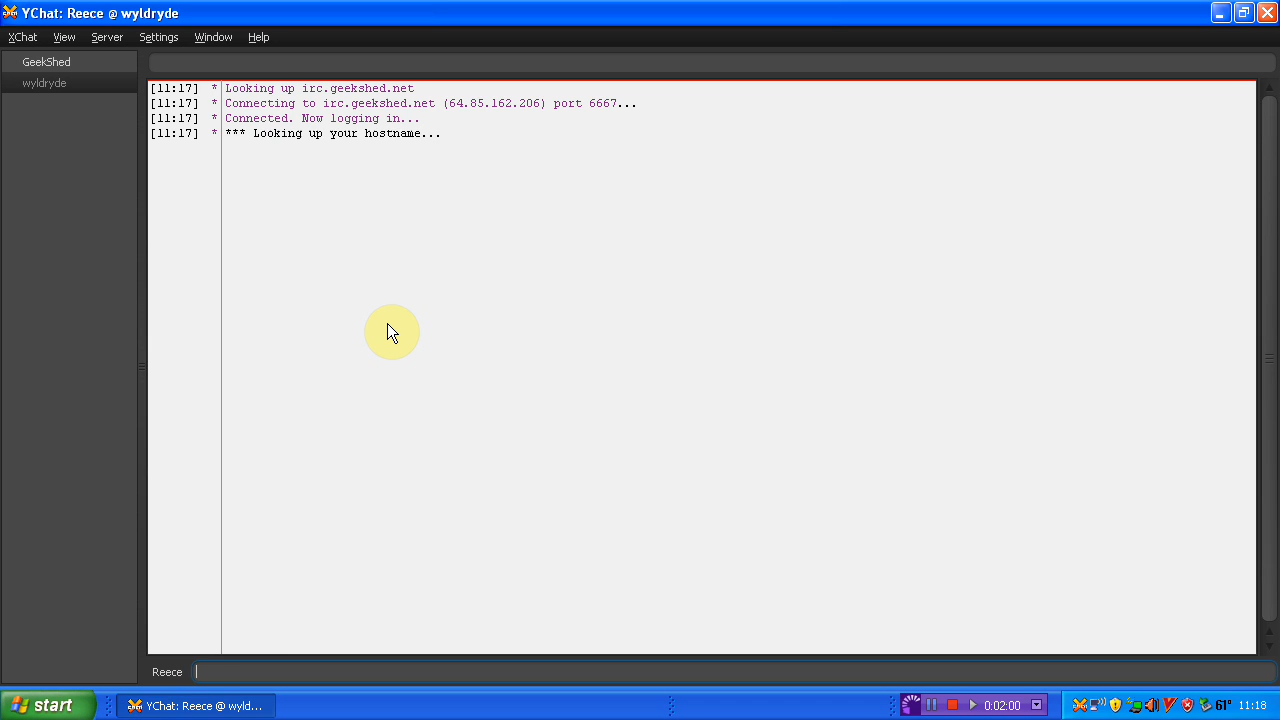 YChat: Reece @ wyldryde
XChat View Server Settings Window Help
GeekShed
wyldryde
[11:17] * Looking up irc.geekshed.net
[11:17] * Connecting to irc.geekshed.net (64.85.162.206) port 6667...
[11:17] * Connected. Now logging in...
[11:17] * *** Looking up your hostname...
Reece
start YChat: Reece @ wyld... 0:02:00 61° 11:18